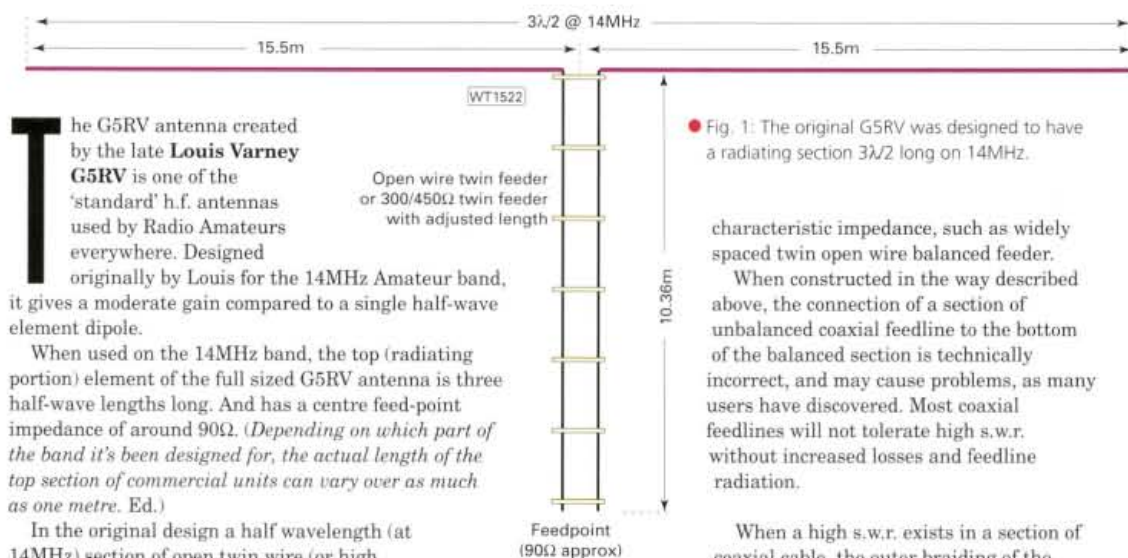 3λ/2 @ 14MHz
15.5m
15.5m
WT1522
The G5RV antenna created
by the late Louis Varney
G5RV is one of the
'standard' h.f. antennas
used by Radio Amateurs
everywhere. Designed
originally by Louis for the 14MHz Amateur band,
it gives a moderate gain compared to a single half-wave
element dipole.
When used on the 14MHz band, the top (radiating
portion) element of the full sized G5RV antenna is three
half-wave lengths long. And has a centre feed-point
impedance of around 90Ω. (Depending on which part of
the band it's been designed for, the actual length of the
top section of commercial units can vary over as much
as one metre. Ed.)
In the original design a half wavelength (at
14MHz) section of open twin wire (or high
Open wire twin feeder
or 300/450Ω twin feeder
with adjusted length
10.36m
Feedpoint
(90Ω approx)
● Fig. 1: The original G5RV was designed to have
a radiating section 3λ/2 long on 14MHz.
characteristic impedance, such as widely
spaced twin open wire balanced feeder.
When constructed in the way described
above, the connection of a section of
unbalanced coaxial feedline to the bottom
of the balanced section is technically
incorrect, and may cause problems, as many
users have discovered. Most coaxial
feedlines will not tolerate high s.w.r.
without increased losses and feedline
radiation.
When a high s.w.r. exists in a section of
coaxial cable, the outer braiding of the